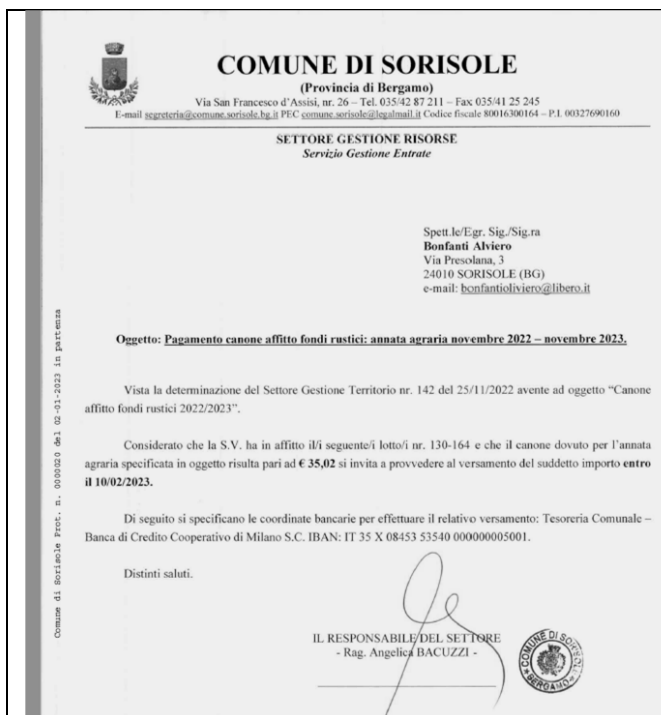 COMUNE DI SORISOLE
(Provincia di Bergamo)
Via San Francesco d'Assisi, nr. 26 – Tel. 035/42 87 211 – Fax 035/41 25 245
E-mail segreteria@comune.sorisole.bg.it PEC comune.sorisole@legalmail.it Codice fiscale 80016300164 – P.I. 00327690160
SETTORE GESTIONE RISORSE
Servizio Gestione Entrate
Spett.le/Egr. Sig./Sig.ra
Bonfanti Alviero
Via Presolana, 3
24010 SORISOLE (BG)
e-mail: bonfantioliviero@libero.it
Oggetto: Pagamento canone affitto fondi rustici: annata agraria novembre 2022 – novembre 2023.
Vista la determinazione del Settore Gestione Territorio nr. 142 del 25/11/2022 avente ad oggetto “Canone
affitto fondi rustici 2022/2023”.
Considerato che la S.V. ha in affitto il/i seguente/i lotto/i nr. 130-164 e che il canone dovuto per l'annata
agraria specificata in oggetto risulta pari ad € 35,02 si invita a provvedere al versamento del suddetto importo entro
il 10/02/2023.
Di seguito si specificano le coordinate bancarie per effettuare il relativo versamento: Tesoreria Comunale –
Banca di Credito Cooperativo di Milano S.C. IBAN: IT 35 X 08453 53540 000000005001.
Distinti saluti.
IL RESPONSABILE DEL SETTORE
- Rag. Angelica BACUZZI -
COMUNE DI SORISOLE
BERGAMO
Comune di Sorisole Prot. n. 0000020 del 02-01-2023 in partenza